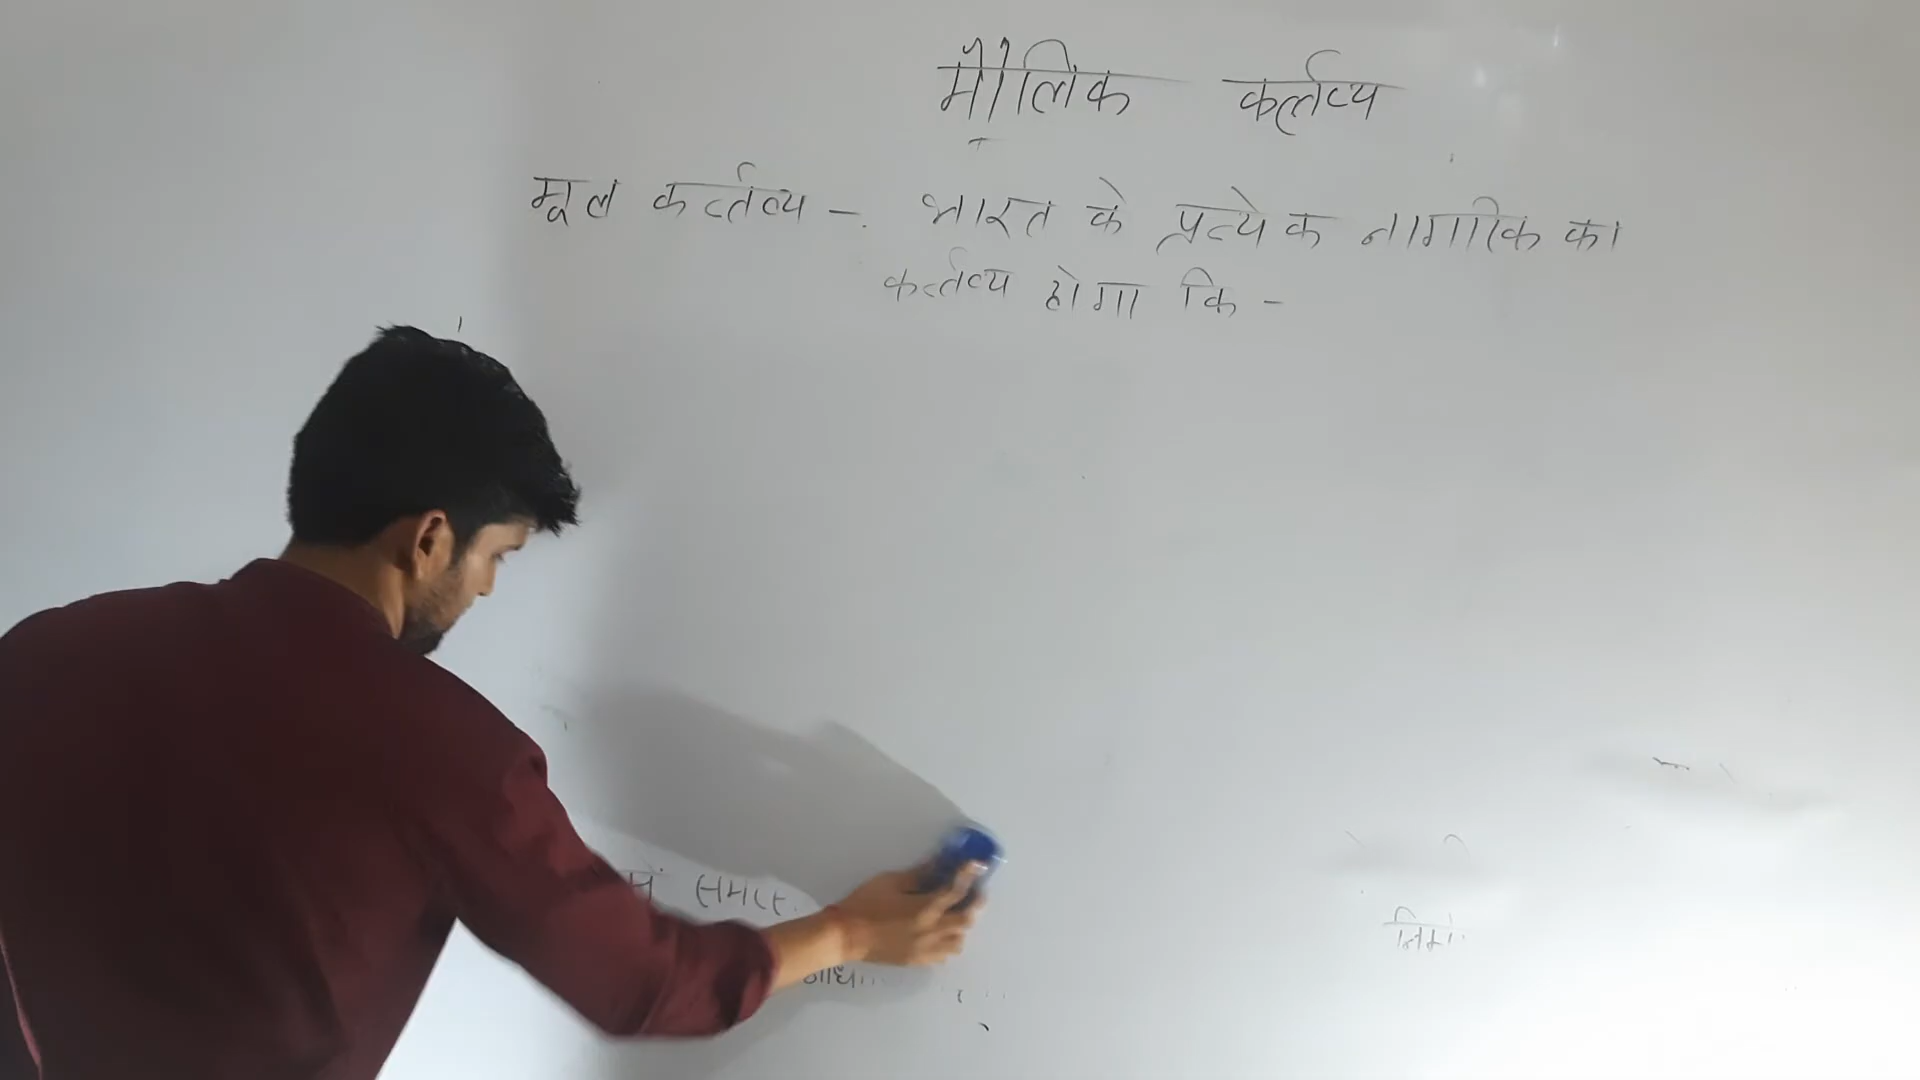 मौलिक कर्त्तव्य
मूल कर्त्तव्य - भारत के प्रत्येक नागरिक का
कर्त्तव्य होगा कि -
में